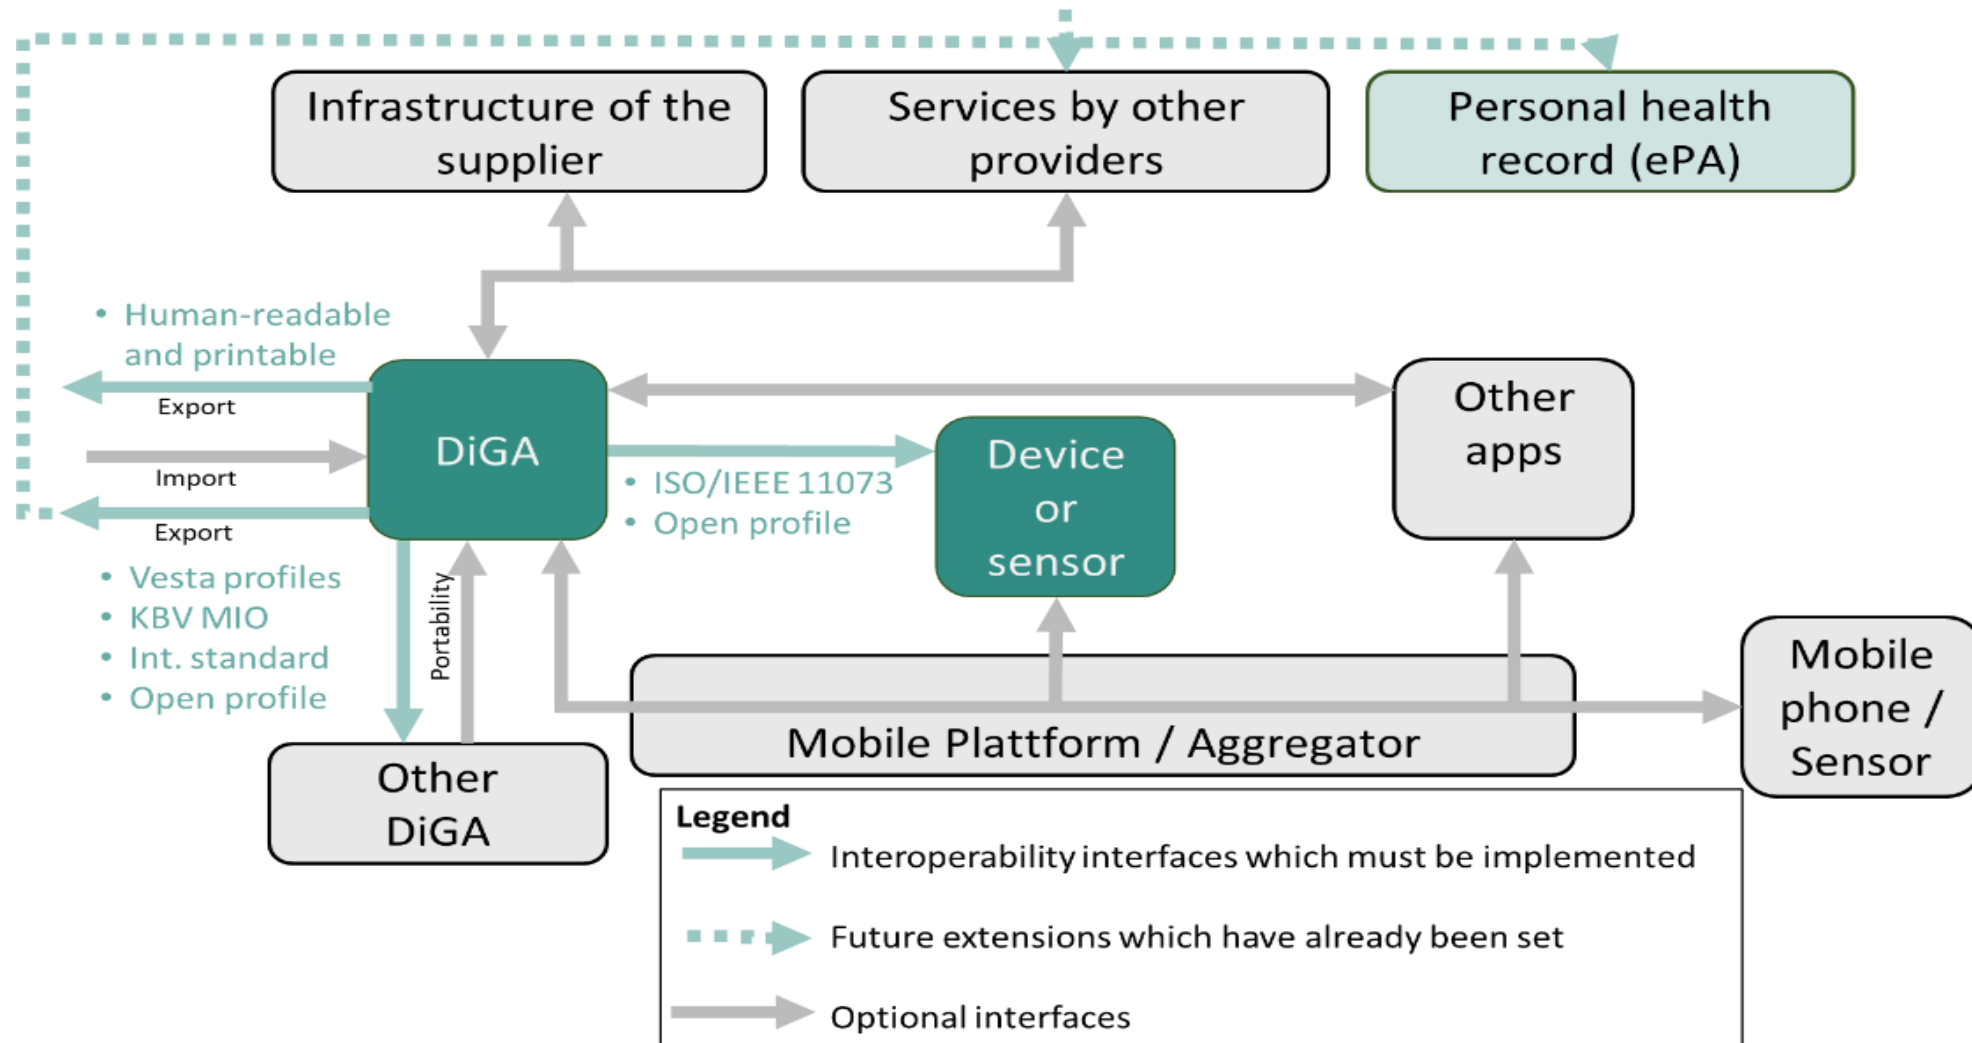 Infrastructure of the
supplier
Services by other
providers
Personal health
record (ePA)
• Human-readable
and printable
Export
Import
Export
DiGA
• ISO/IEEE 11073
• Open profile
Device
or
sensor
Other
apps
• Vesta profiles
• KBV MIO
• Int. standard
• Open profile
Portability
Other
DiGA
Mobile Plattform / Aggregator
Mobile
phone /
Sensor
Legend
Interoperability interfaces which must be implemented
Future extensions which have already been set
Optional interfaces